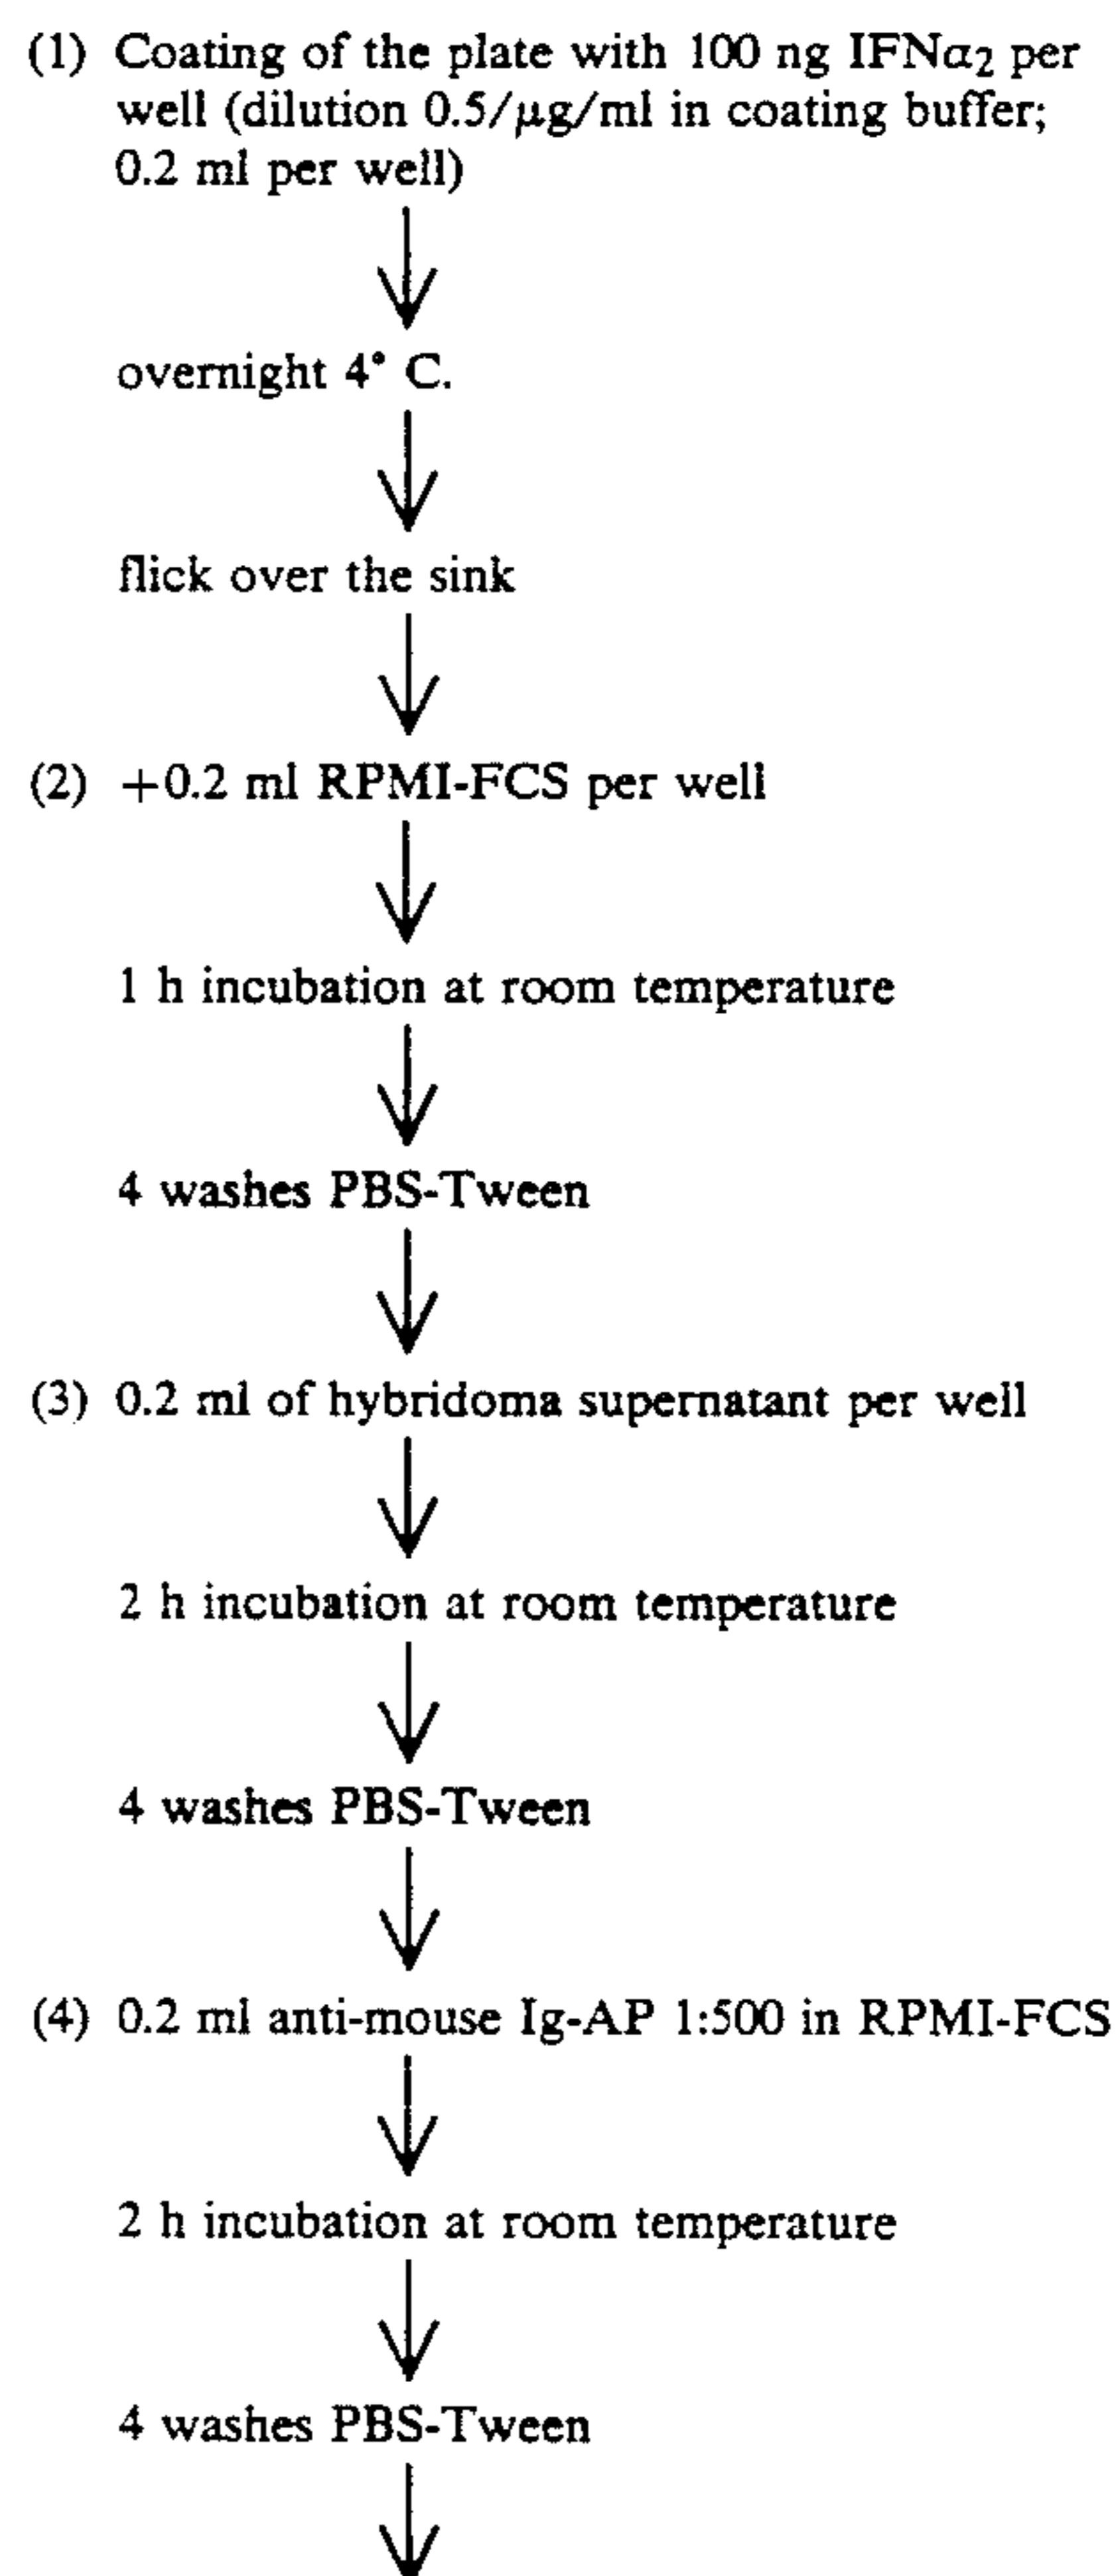 (1) Coating of the plate with 100 ng IFNα₂ per
well (dilution 0.5/μg/ml in coating buffer;
0.2 ml per well)
overnight 4° C.
flick over the sink
(2) +0.2 ml RPMI-FCS per well
1 h incubation at room temperature
4 washes PBS-Tween
(3) 0.2 ml of hybridoma supernatant per well
2 h incubation at room temperature
4 washes PBS-Tween
(4) 0.2 ml anti-mouse Ig-AP 1:500 in RPMI-FCS
2 h incubation at room temperature
4 washes PBS-Tween